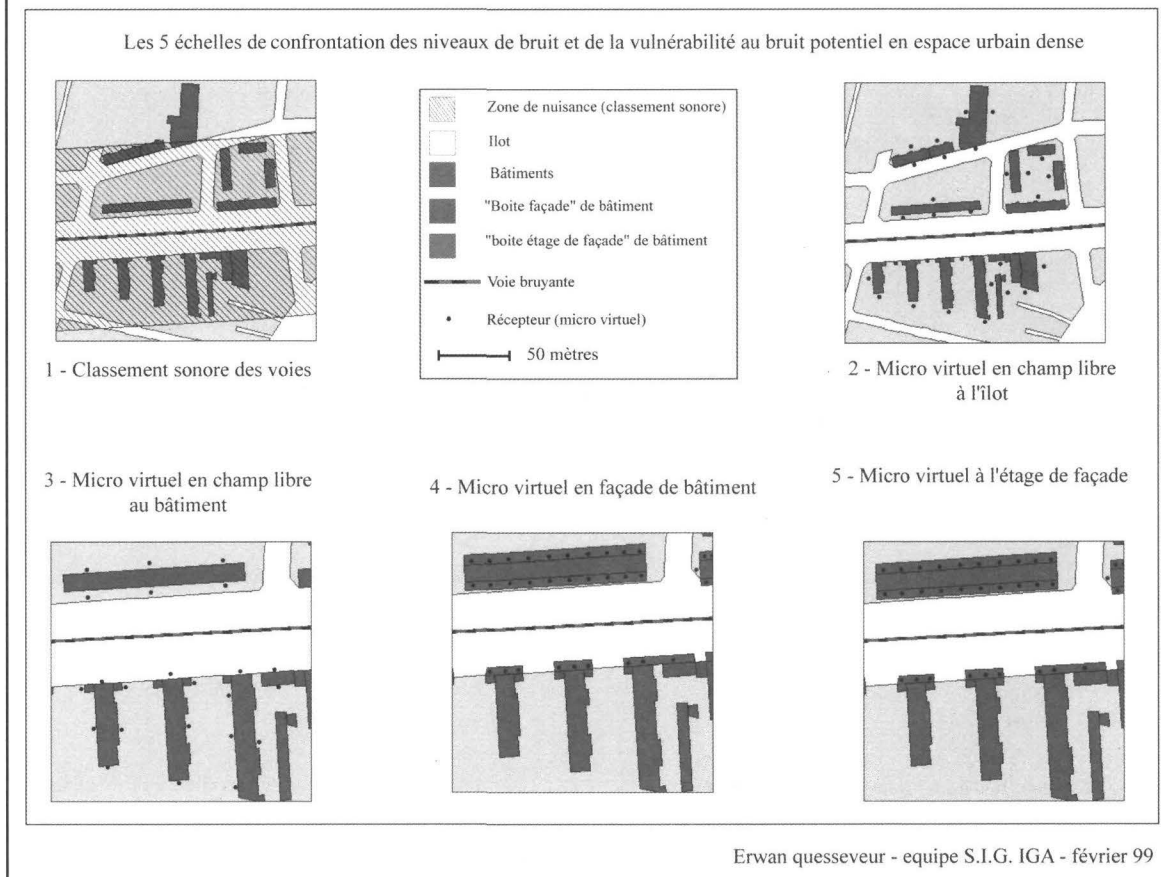 Les 5 échelles de confrontation des niveaux de bruit et de la vulnérabilité au bruit potentiel en espace urbain dense
Zone de nuisance (classement sonore)
Ilot
Bâtiments
"Boite façade" de bâtiment
"boite étage de façade" de bâtiment
Voie bruyante
Récepteur (micro virtuel)
50 mètres
1 - Classement sonore des voies
2 - Micro virtuel en champ libre
à l'îlot
3 - Micro virtuel en champ libre
au bâtiment
4 - Micro virtuel en façade de bâtiment
5 - Micro virtuel à l'étage de façade
Erwan quesseveur - equipe S.I.G. IGA - février 99